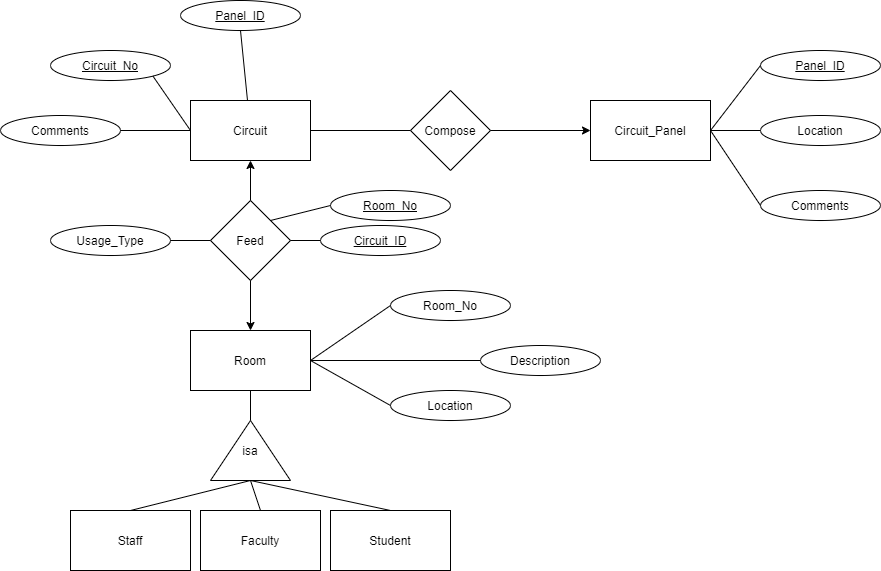 Panel_ID
Circuit_No
Panel_ID
Comments
Circuit
Compose
Circuit_Panel
Location
Room_No
Comments
Usage_Type
Feed
Circuit_ID
Room_No
Room
Description
Location
isa
Staff
Faculty
Student